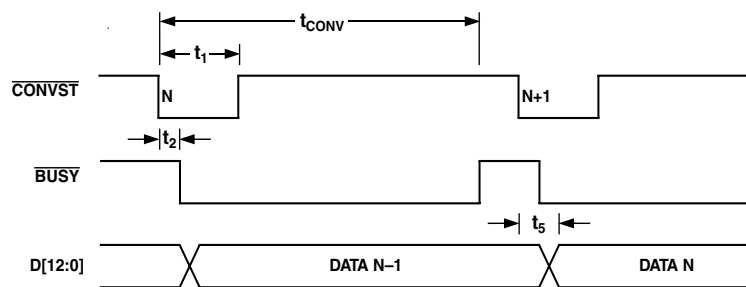 tCONV
t1
CONVST
N
N+1
t2
BUSY
t5
D[12:0]
DATA N–1
DATA N